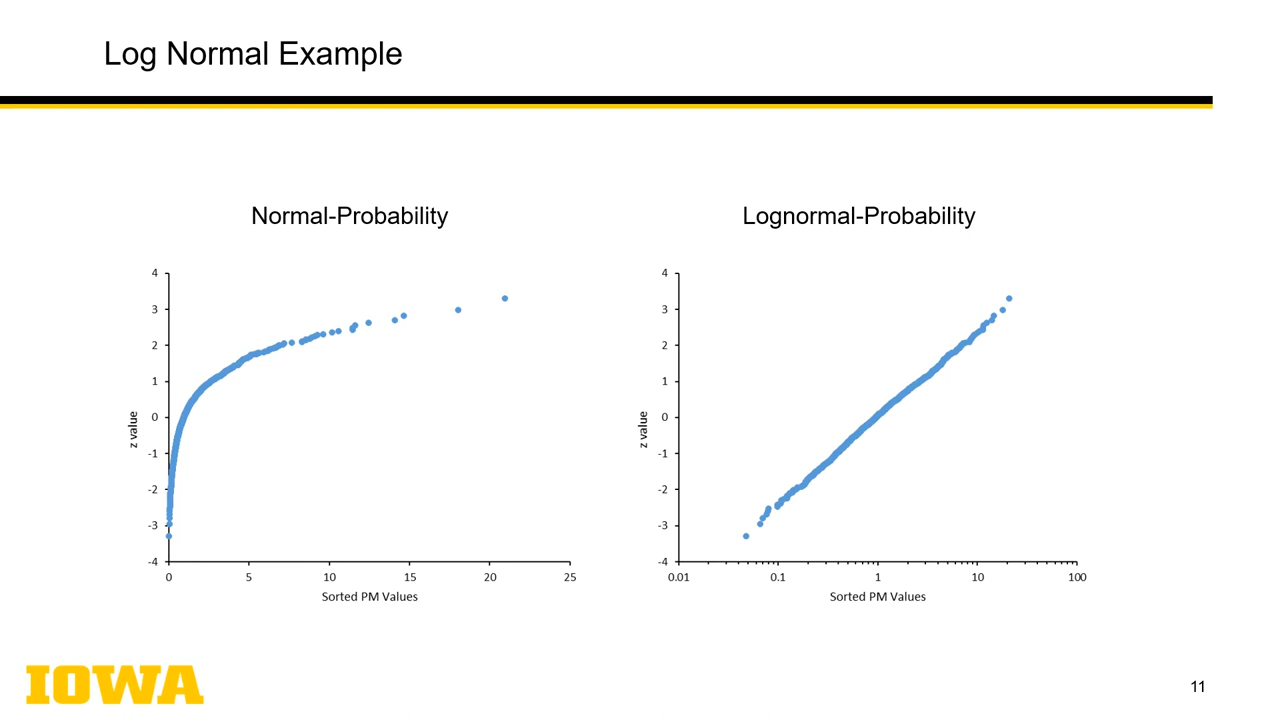 Log Normal Example
Normal-Probability
4
3
2
1
0
-1
-2
-3
-4
z value
0 5 10 15 20 25
Sorted PM Values
Lognormal-Probability
4
3
2
1
0
-1
-2
-3
-4
z value
0.01 0.1 1 10 100
Sorted PM Values
IOWA
11